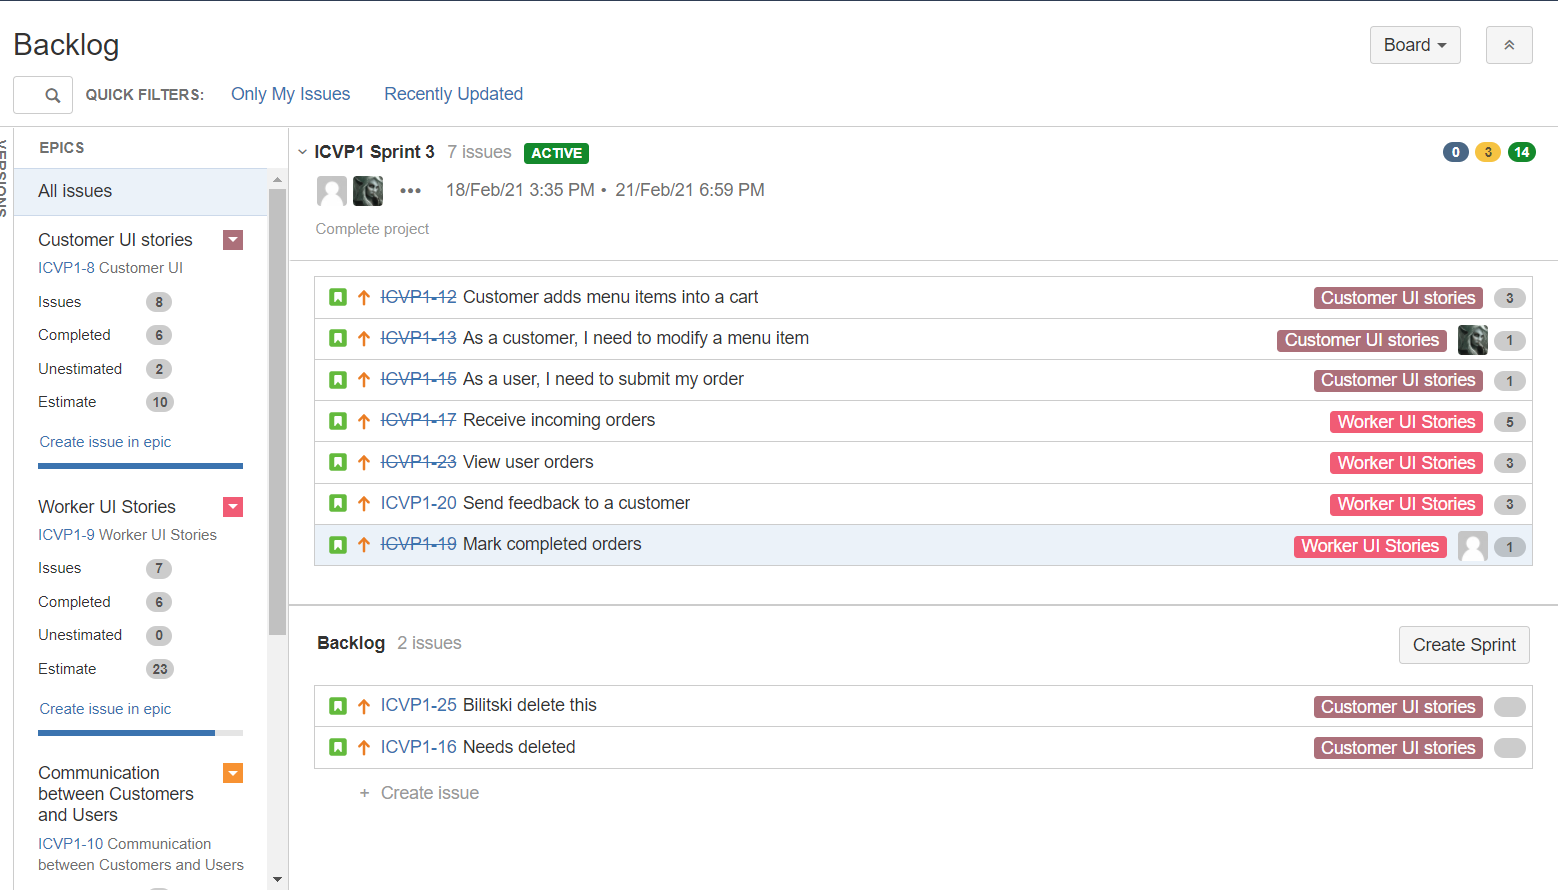 Backlog
Board
QUICK FILTERS: Only My Issues Recently Updated
VERSIONS
EPICS
All issues
Customer UI stories
ICVP1-8 Customer UI
Issues 8
Completed 6
Unestimated 2
Estimate 10
Create issue in epic
Worker UI Stories
ICVP1-9 Worker UI Stories
Issues 7
Completed 6
Unestimated 0
Estimate 23
Create issue in epic
Communication
between Customers
and Users
ICVP1-10 Communication
between Customers and Users
ICVP1 Sprint 3 7 issues ACTIVE 0 3 14
••• 18/Feb/21 3:35 PM • 21/Feb/21 6:59 PM
Complete project
ICVP1-12 Customer adds menu items into a cart Customer UI stories 3
ICVP1-13 As a customer, I need to modify a menu item Customer UI stories 1
ICVP1-15 As a user, I need to submit my order Customer UI stories 1
ICVP1-17 Receive incoming orders Worker UI Stories 5
ICVP1-23 View user orders Worker UI Stories 3
ICVP1-20 Send feedback to a customer Worker UI Stories 3
ICVP1-19 Mark completed orders Worker UI Stories 1
Backlog 2 issues Create Sprint
ICVP1-25 Bilitski delete this Customer UI stories
ICVP1-16 Needs deleted Customer UI stories
+ Create issue